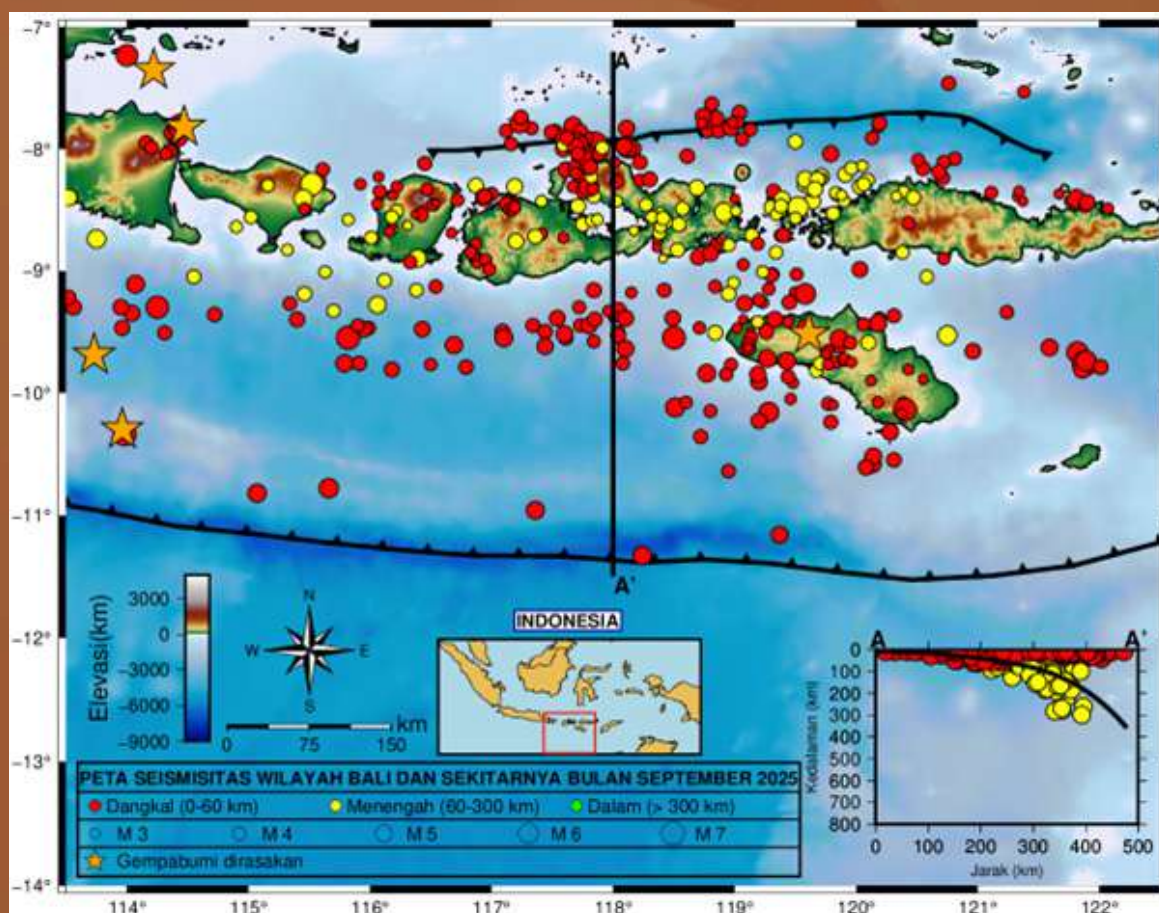 -7°
-8°
-9°
-10°
-11°
-12°
-13°
-14°
114°
115°
116°
117°
118°
119°
120°
121°
122°
A
A'
Elevasi(km)
3000
0
-3000
-6000
-9000
N
W
E
S
km
0
75
150
INDONESIA
PETA SEISMISITAS WILAYAH BALI DAN SEKITARNYA BULAN SEPTEMBER 2025
Dangkal (0-60 km)
Menengah (60-300 km)
Dalam (> 300 km)
M 3
M 4
M 5
M 6
M 7
Gempabumi dirasakan
A
A'
Kedalaman (km)
0
100
200
300
400
500
600
700
800
0
100
200
300
400
500
Jarak (km)